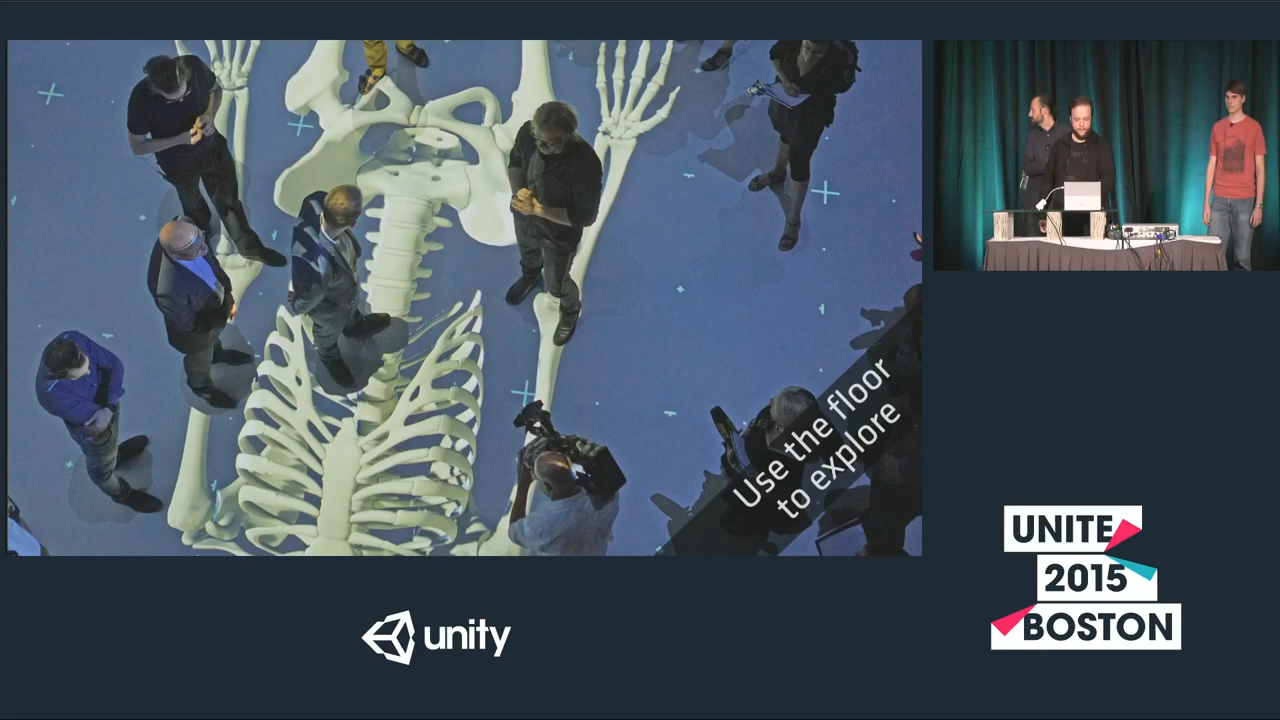 Use the floor
to explore
unity
UNITE
2015
BOSTON